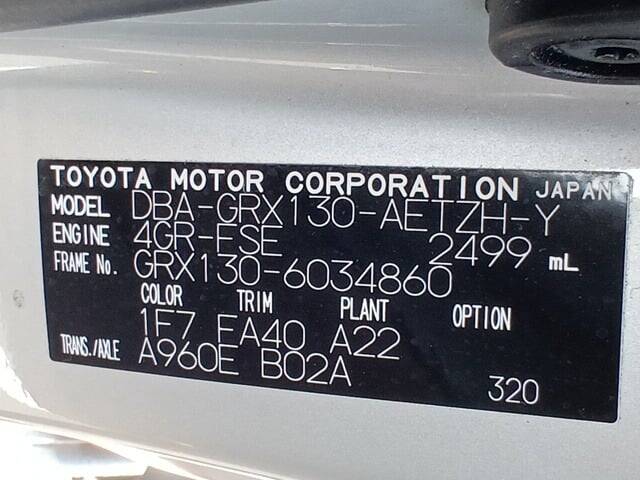 TOYOTA MOTOR CORPORATION JAPAN
MODEL DBA-GRX130-AETZH-Y
ENGINE 4GR-FSE 2499 mL
FRAME No. GRX130-6034860
COLOR TRIM PLANT OPTION
1F7 FA40 A22
TRANS./AXLE A960E B02A
320